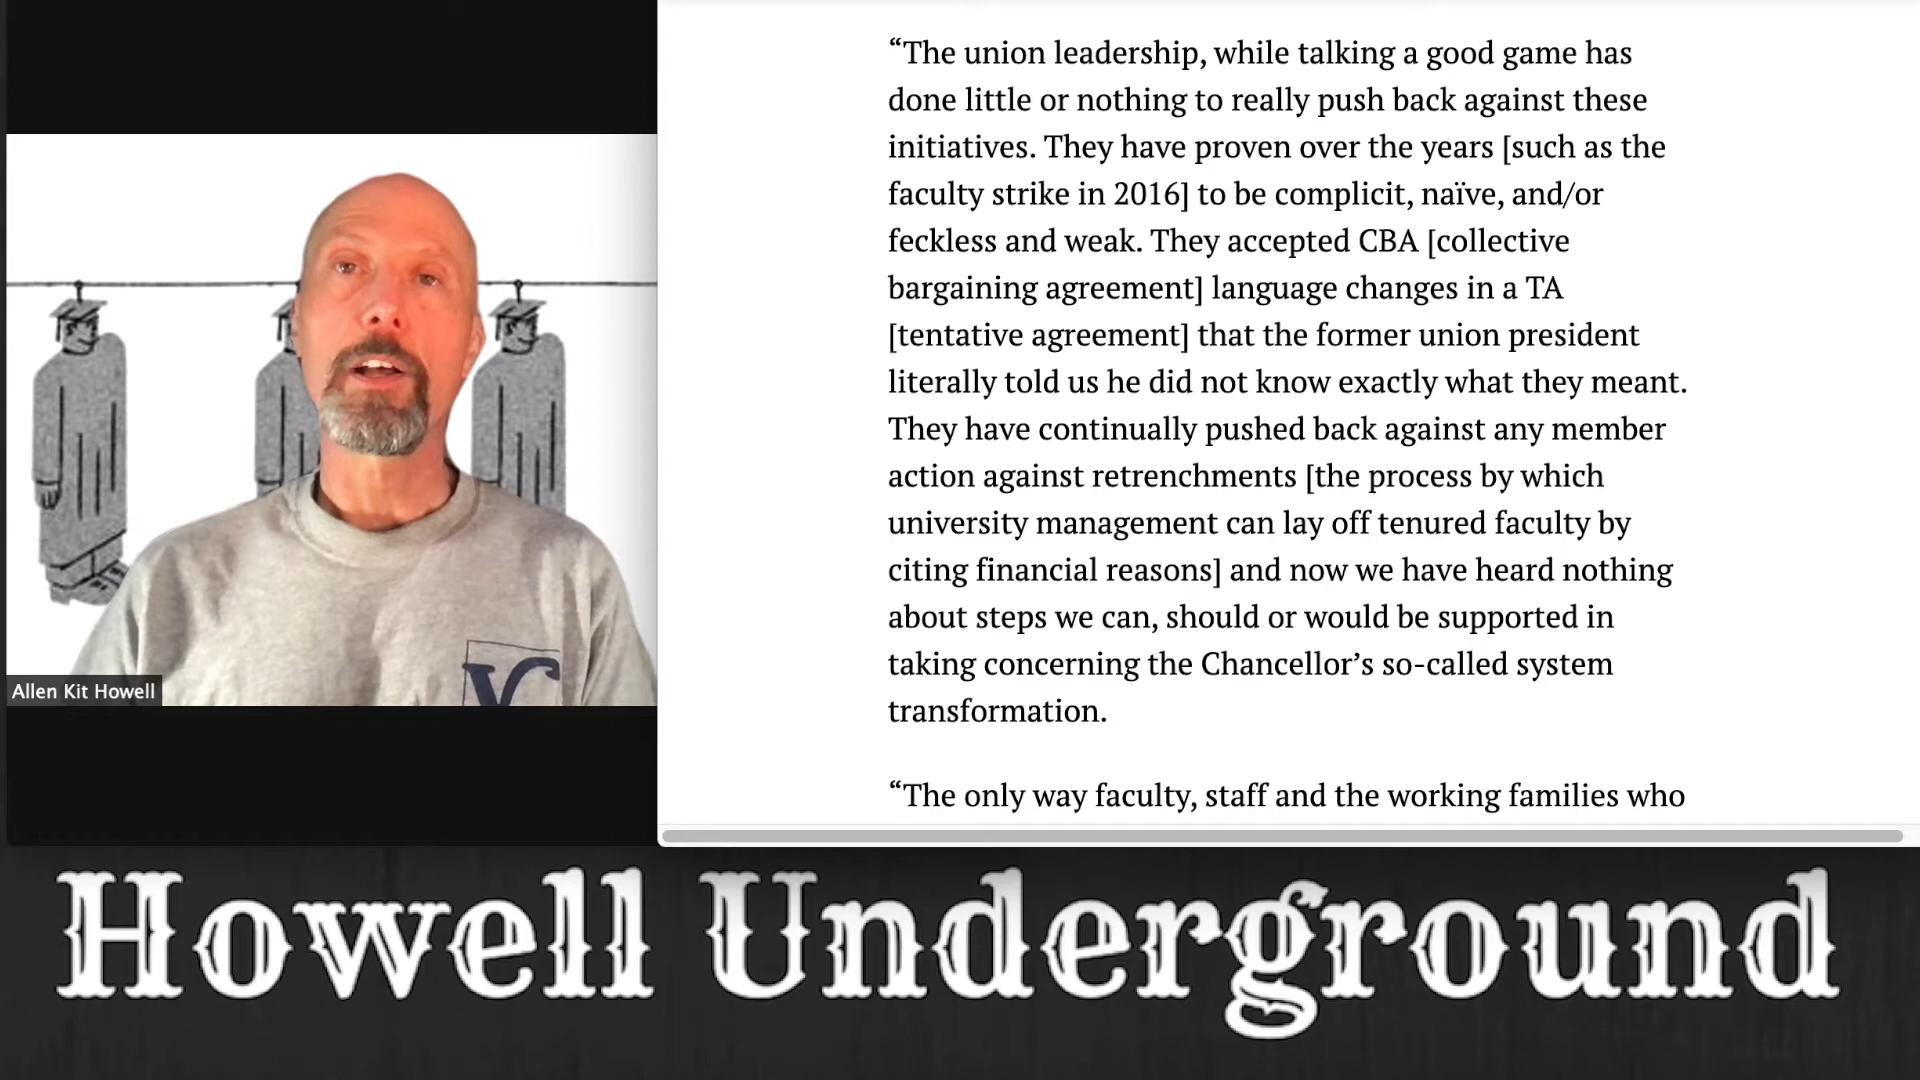 “The union leadership, while talking a good game has
done little or nothing to really push back against these
initiatives. They have proven over the years [such as the
faculty strike in 2016] to be complicit, naïve, and/or
feckless and weak. They accepted CBA [collective
bargaining agreement] language changes in a TA
[tentative agreement] that the former union president
literally told us he did not know exactly what they meant.
They have continually pushed back against any member
action against retrenchments [the process by which
university management can lay off tenured faculty by
citing financial reasons] and now we have heard nothing
about steps we can, should or would be supported in
taking concerning the Chancellor’s so-called system
transformation.
“The only way faculty, staff and the working families who
Allen Kit Howell
Howell Underground